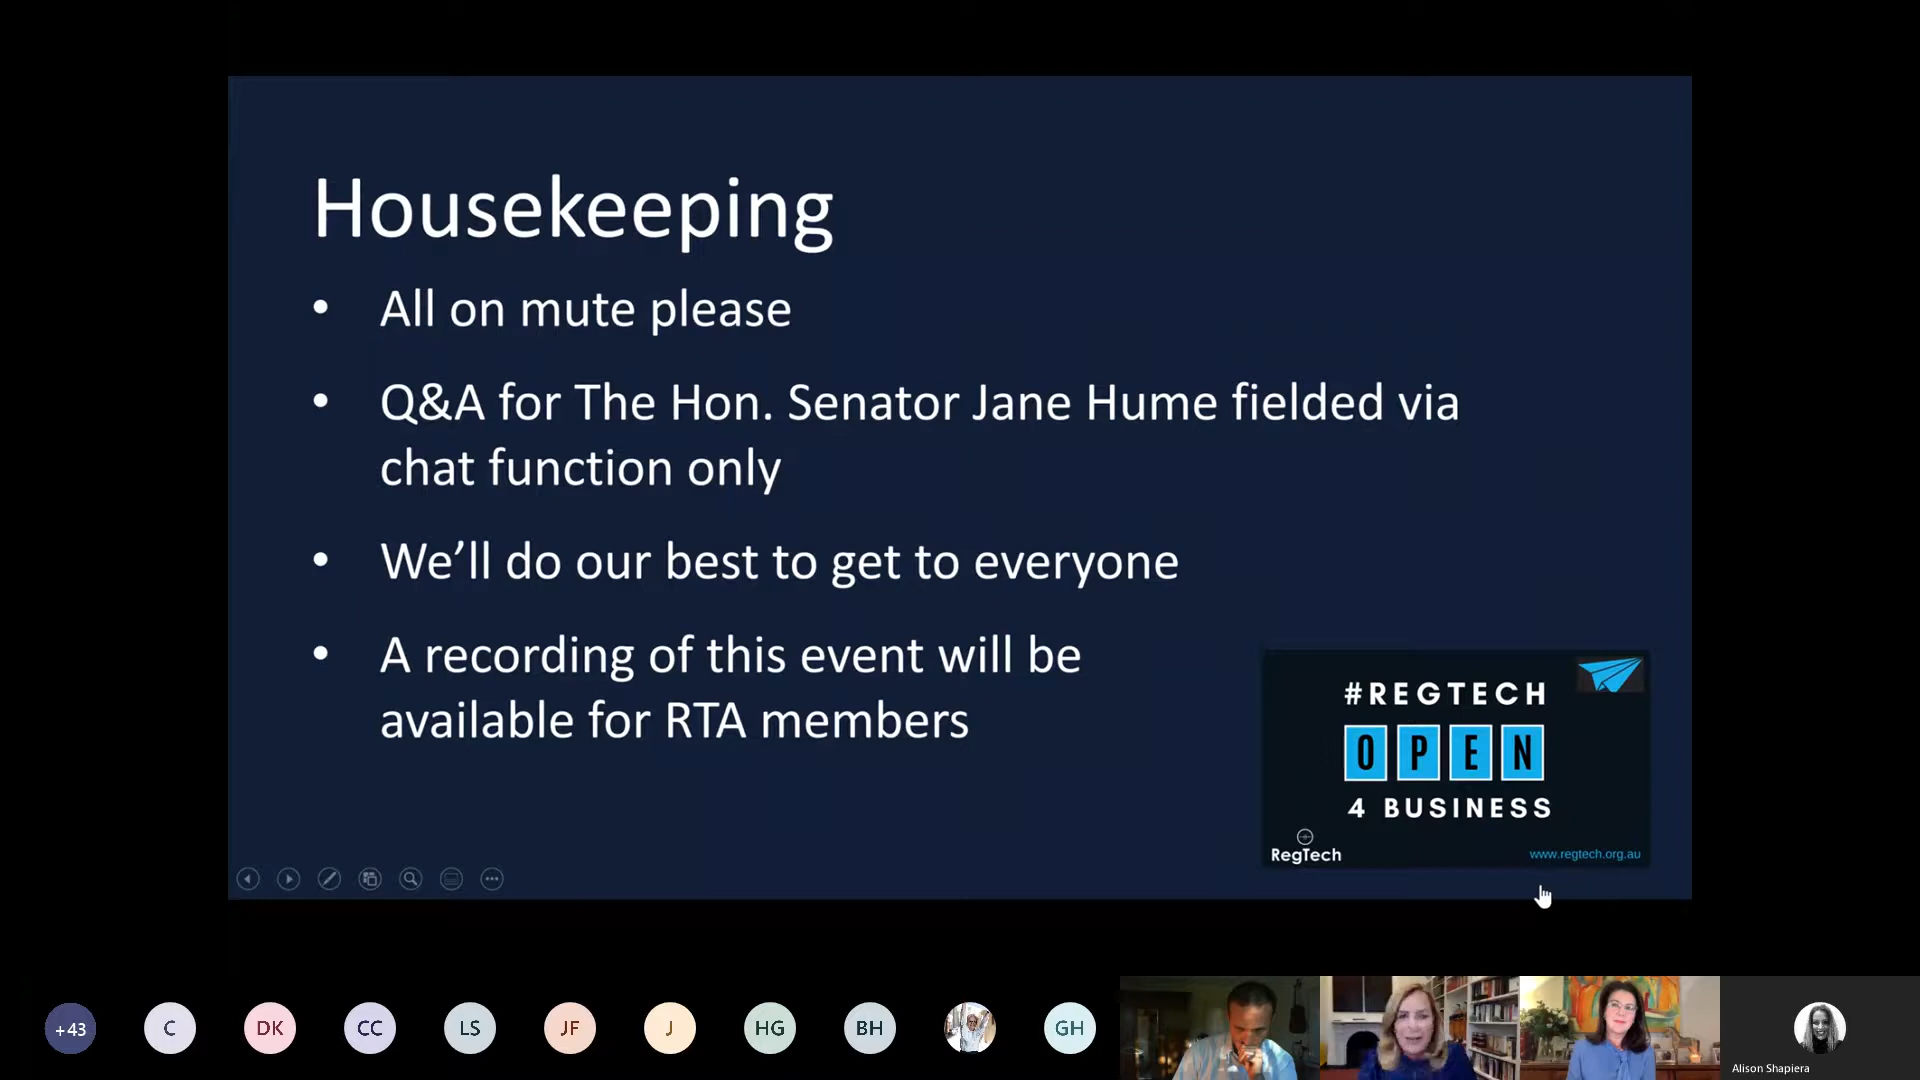 Housekeeping
• All on mute please
• Q&A for The Hon. Senator Jane Hume fielded via
chat function only
• We’ll do our best to get to everyone
• A recording of this event will be
available for RTA members
#REGTECH
OPEN
4 BUSINESS
RegTech
www.regtech.org.au
+43
C
DK
CC
LS
JF
J
HG
BH
GH
Alison Shapiera